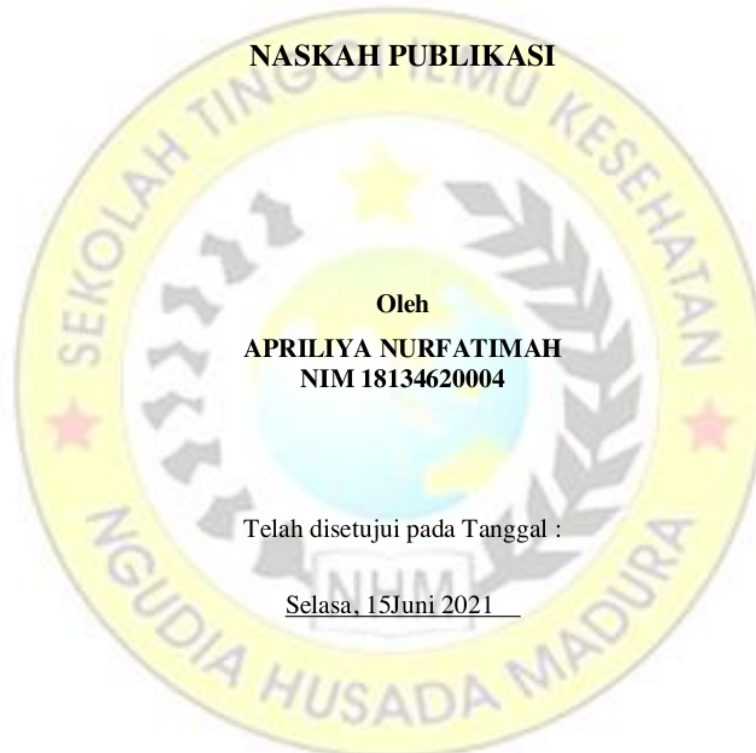 NASKAH PUBLIKASI
SEKOLAH TINGGI ILMU KESEHATAN
Oleh
APRILIYA NURFATIMAH
NIM 18134620004
Telah disetujui pada Tanggal :
NHM
Selasa, 15Juni 2021
NGUDIA HUSADA MADURA